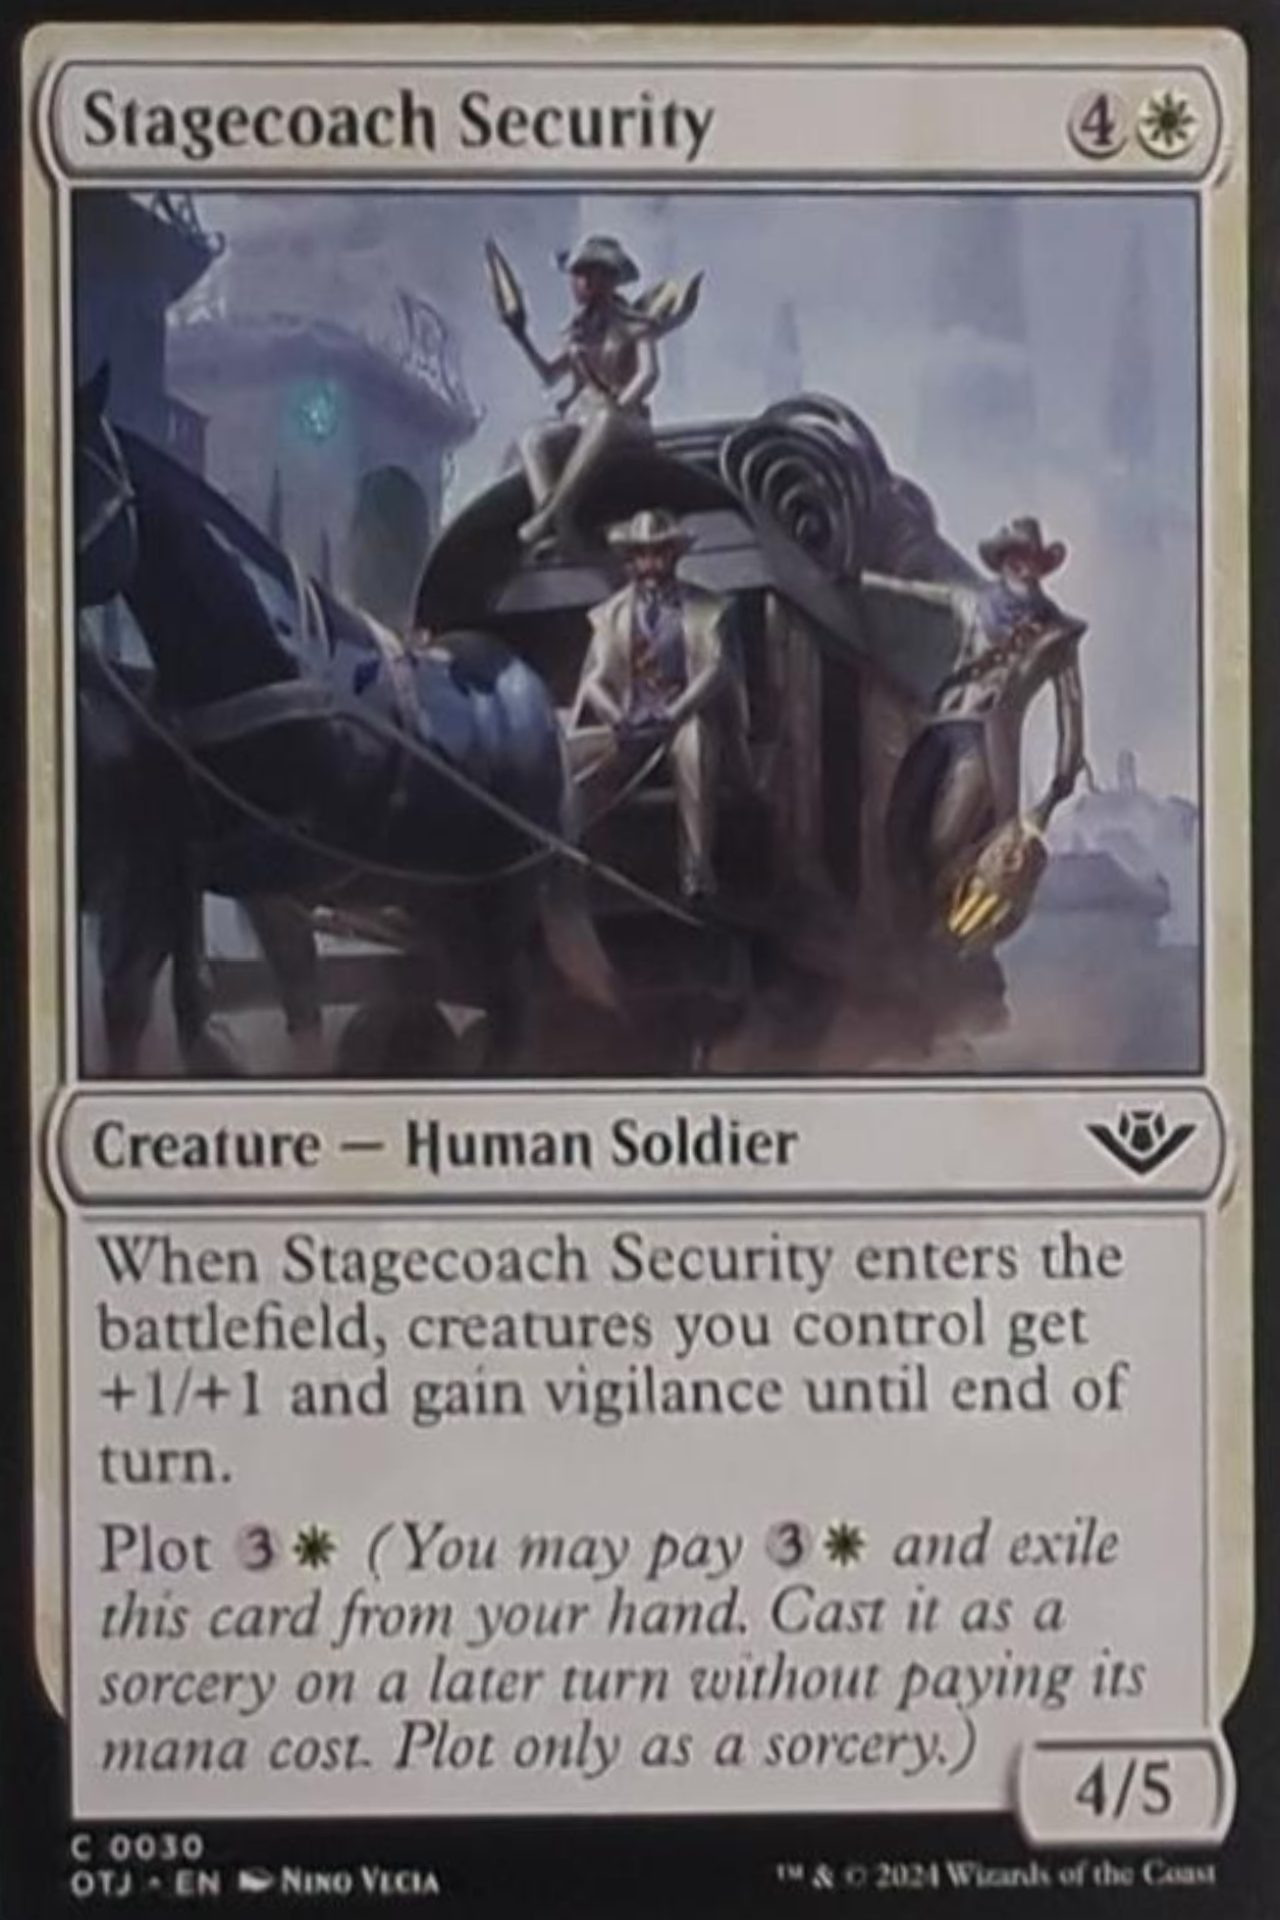 Stagecoach Security 4
When Stagecoach Security enters the
battlefield, creatures you control get
+1/+1 and gain vigilance until end of
turn.
Plot 3 (You may pay 3 and exile
this card from your hand. Cast it as a
sorcery on a later turn without paying its
mana cost. Plot only as a sorcery.)
Creature — Human Soldier
4/5
C 0030
OTJ • EN Nino Vecia
™ & © 2024 Wizards of the Coast